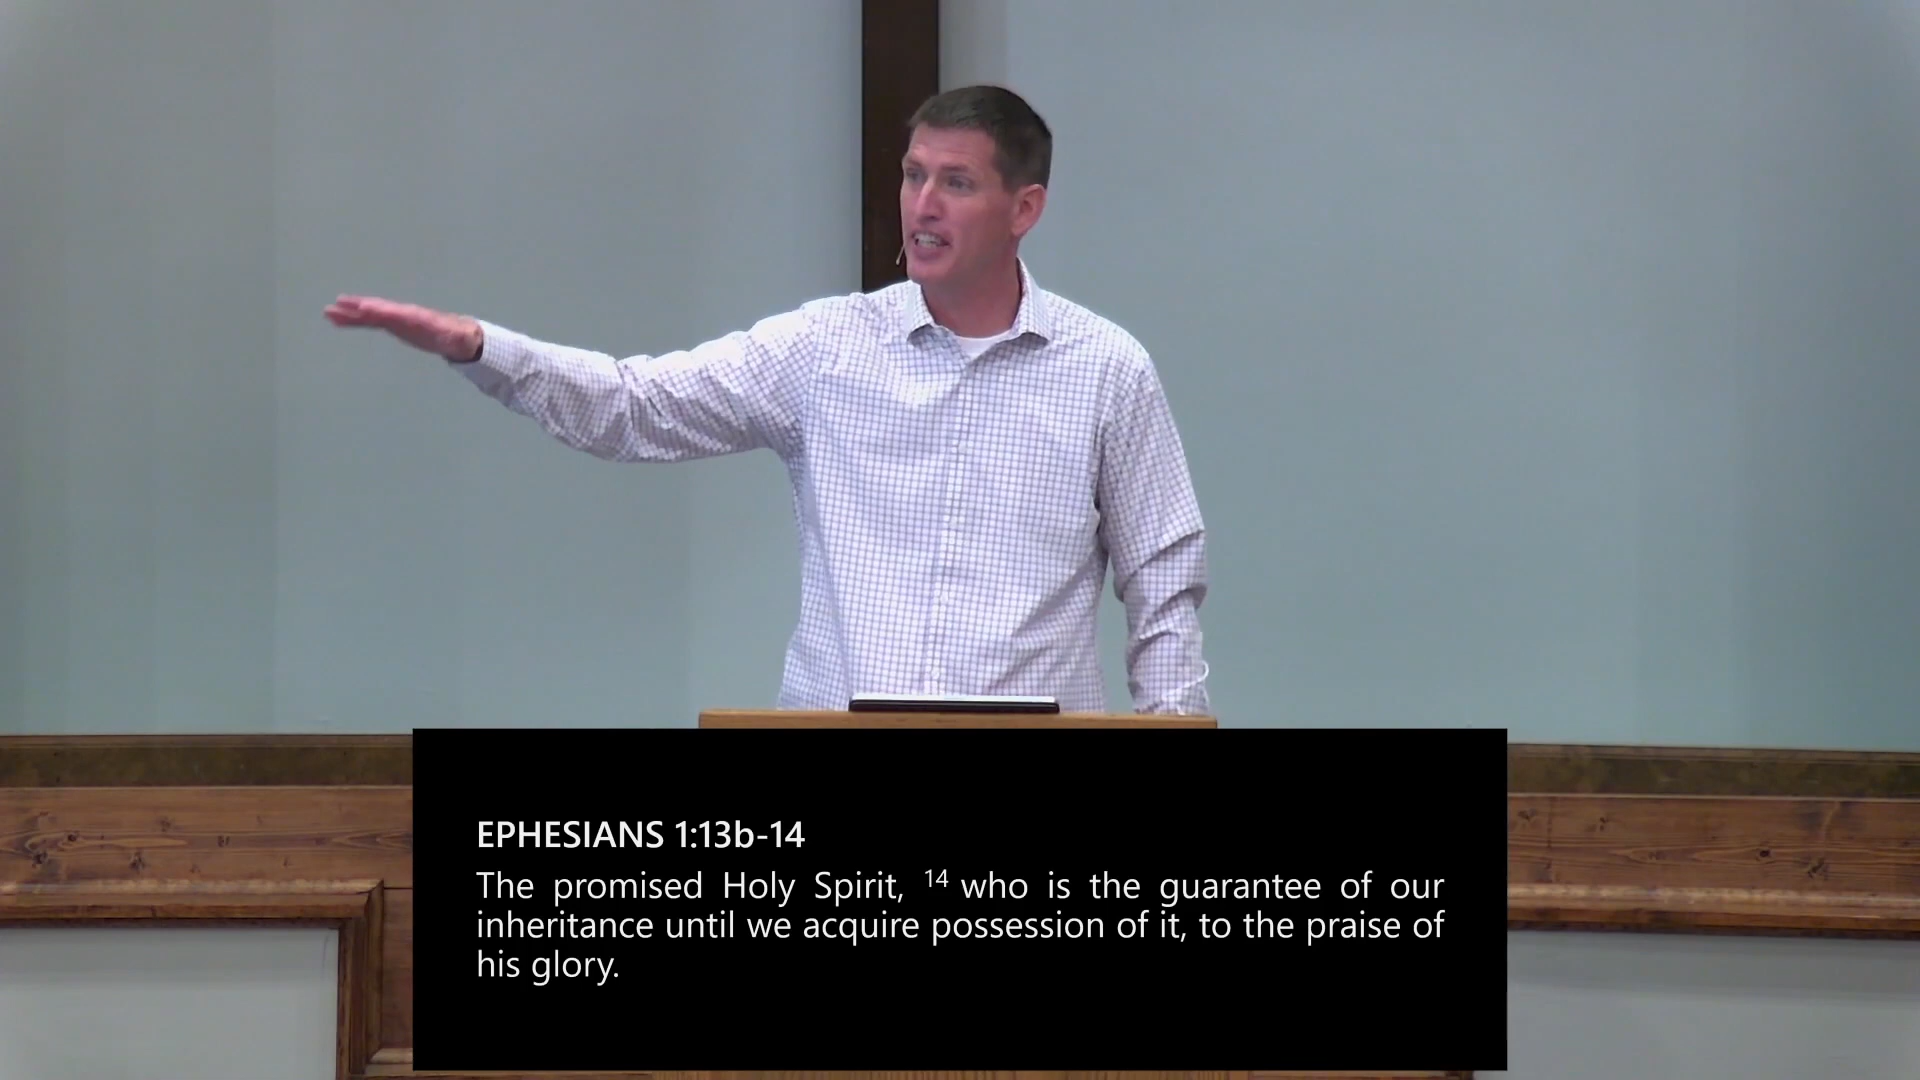 EPHESIANS 1:13b-14
The promised Holy Spirit, ¹⁴ who is the guarantee of our
inheritance until we acquire possession of it, to the praise of
his glory.